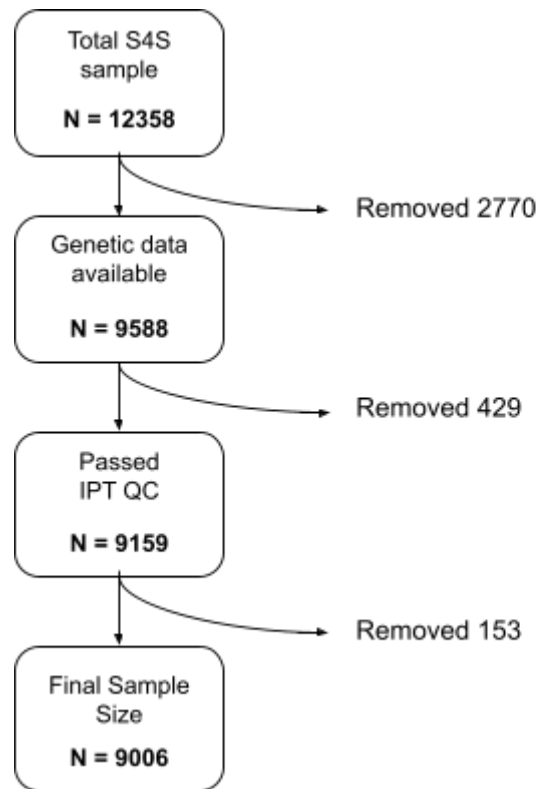 Total S4S
sample
N = 12358
Removed 2770
Genetic data
available
N = 9588
Removed 429
Passed
IPT QC
N = 9159
Removed 153
Final Sample
Size
N = 9006